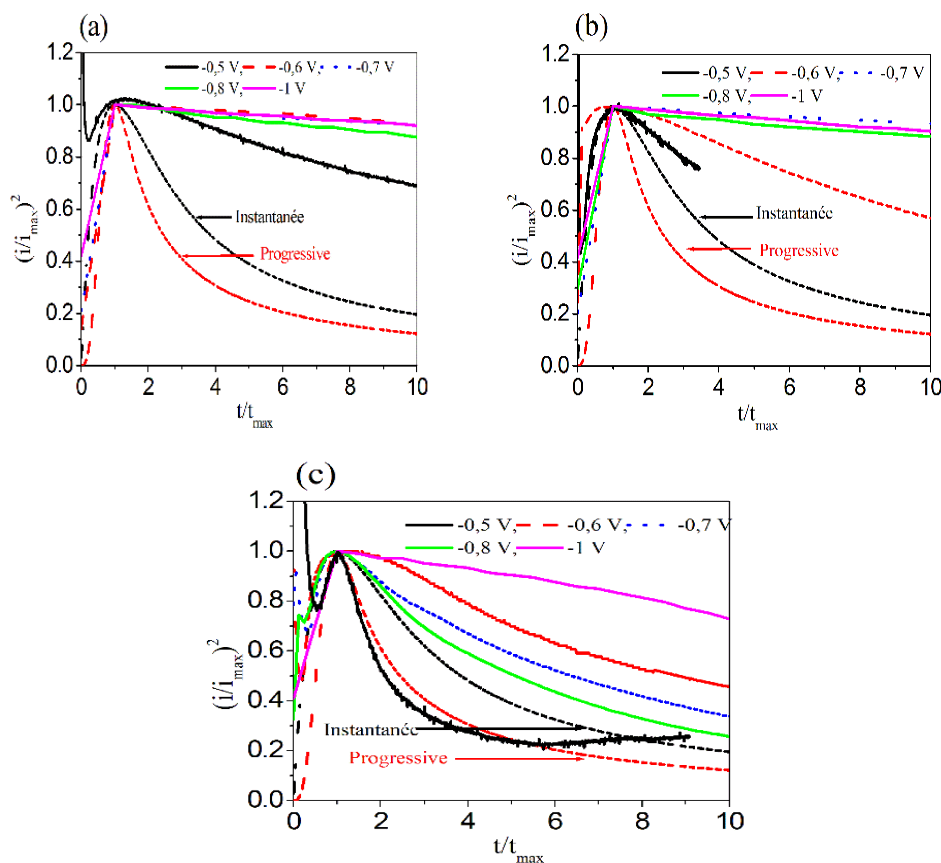 (a)
1.2
1.0
0.8
0.6
0.4
0.2
0.0
(i/i_max)²
-0,5 V, -0,6 V, -0,7 V
-0,8 V, -1 V
Instantanée
Progressive
0 2 4 6 8 10
t/t_max
(b)
1.2
1.0
0.8
0.6
0.4
0.2
0.0
(i/i_max)²
-0,5 V, -0,6 V, -0,7 V
-0,8 V, -1 V
Instantanée
Progressive
0 2 4 6 8 10
t/t_max
(c)
1.2
1.0
0.8
0.6
0.4
0.2
0.0
(i/i_max)²
-0,5 V, -0,6 V, -0,7 V
-0,8 V, -1 V
Instantanée
Progressive
0 2 4 6 8 10
t/t_max